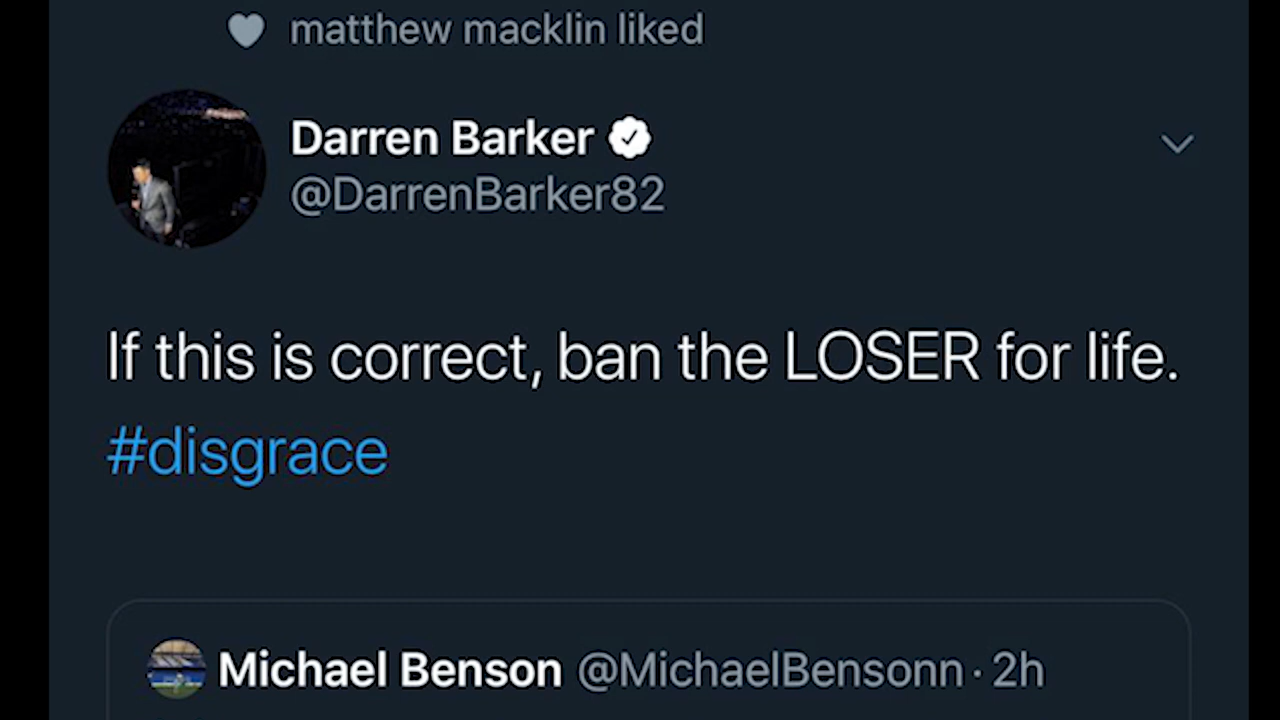 matthew macklin liked
Darren Barker
@DarrenBarker82
If this is correct, ban the LOSER for life.
#disgrace
Michael Benson @MichaelBensonn · 2h